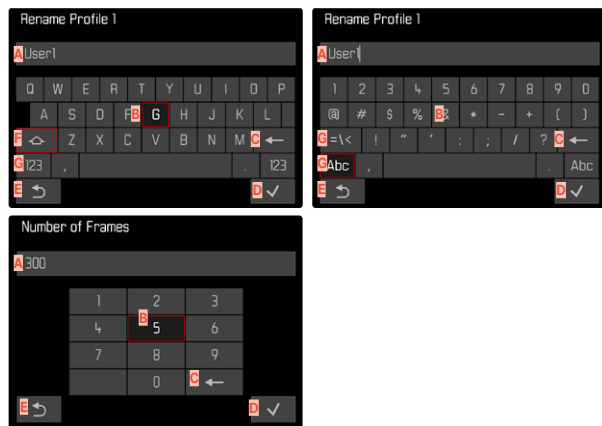 Rename Profile 1
A User1
Q W E R T Y U I O P
A S D F B G H J K L
F Z X C V B N M C ←
G 123 , . 123
E D ✓
Rename Profile 1
A User1
1 2 3 4 5 6 7 8 9 0
@ # $ % B & * - + ( )
G =\< ! " ' : ; / ? C ←
G Abc , . Abc
E D ✓
Number of Frames
A 300
1 2 3
4 B 5 6
7 8 9
0 C ←
E D ✓